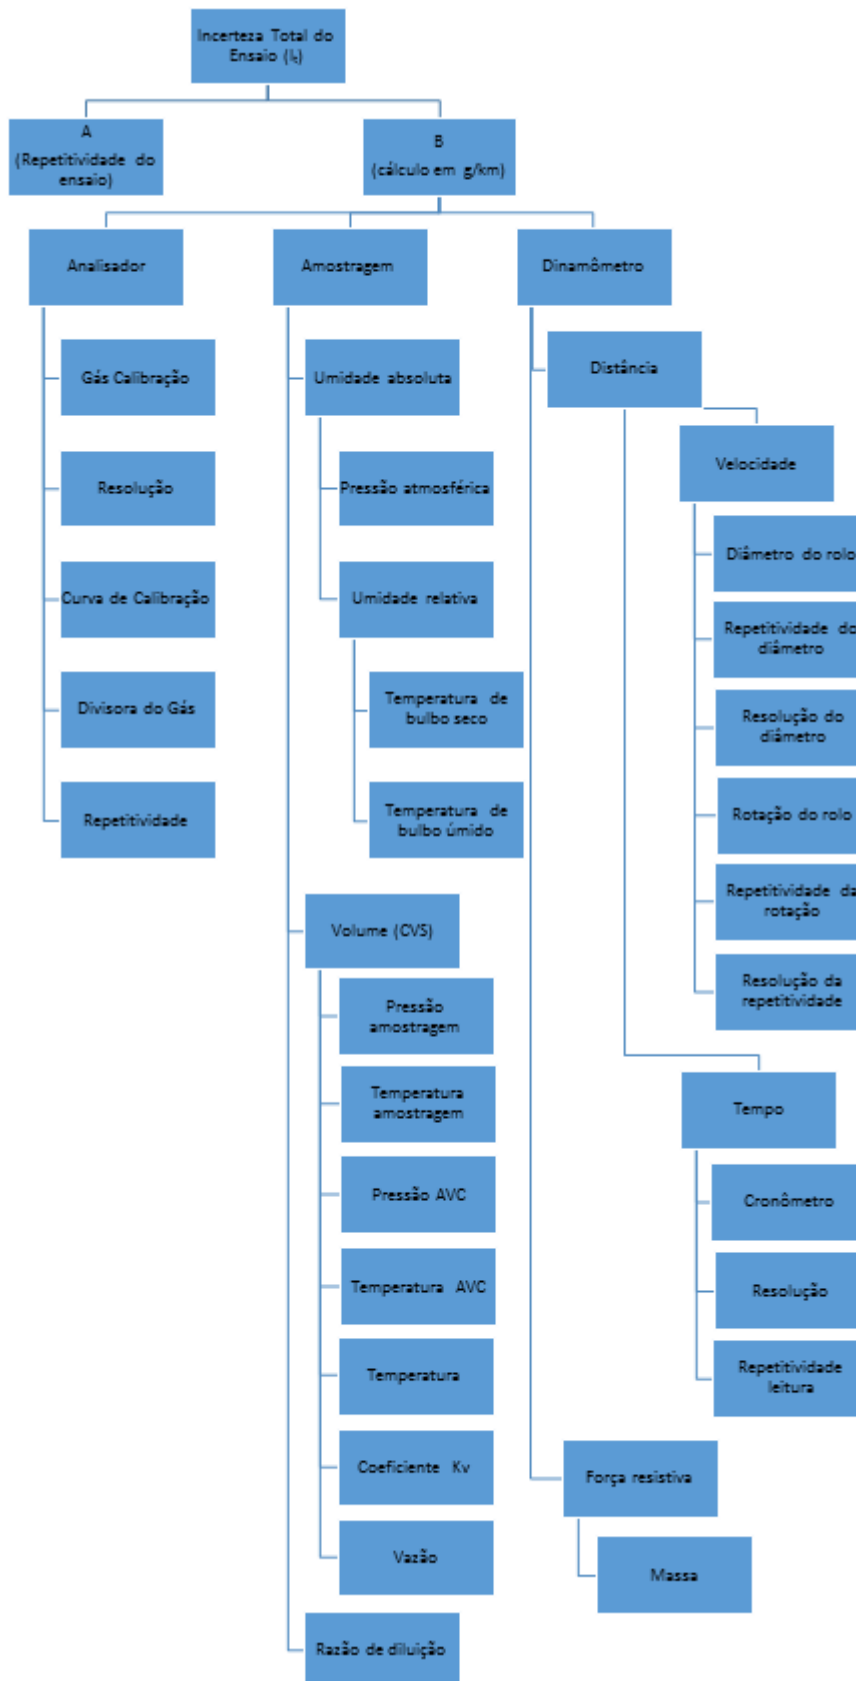 Incerteza Total do
Ensaio (Iₜ)
A
(Repetitividade do
ensaio)
B
(cálculo em g/km)
Analisador
Gás Calibração
Resolução
Curva de Calibração
Divisora do Gás
Repetitividade
Amostragem
Umidade absoluta
Pressão atmosférica
Umidade relativa
Temperatura de
bulbo seco
Temperatura de
bulbo úmido
Volume (CVS)
Pressão
amostragem
Temperatura
amostragem
Pressão AVC
Temperatura AVC
Temperatura
Coeficiente Kv
Vazão
Razão de diluição
Dinamômetro
Distância
Velocidade
Diâmetro do rolo
Repetitividade do
diâmetro
Resolução do
diâmetro
Rotação do rolo
Repetitividade da
rotação
Resolução da
repetitividade
Tempo
Cronômetro
Resolução
Repetitividade
leitura
Força resistiva
Massa